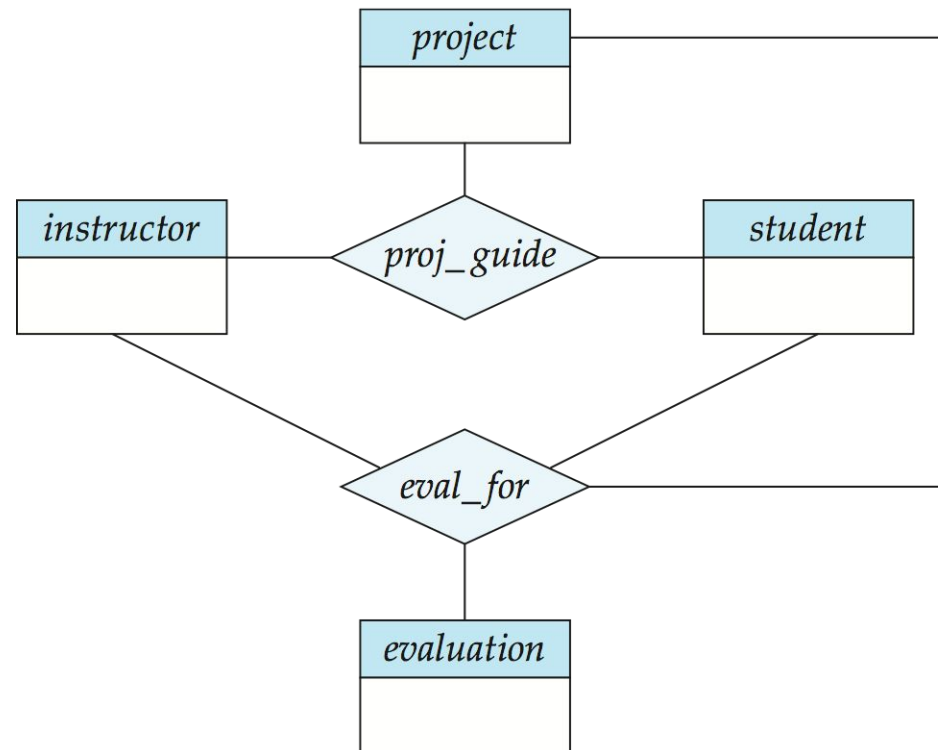 project
instructor
proj_guide
student
eval_for
evaluation